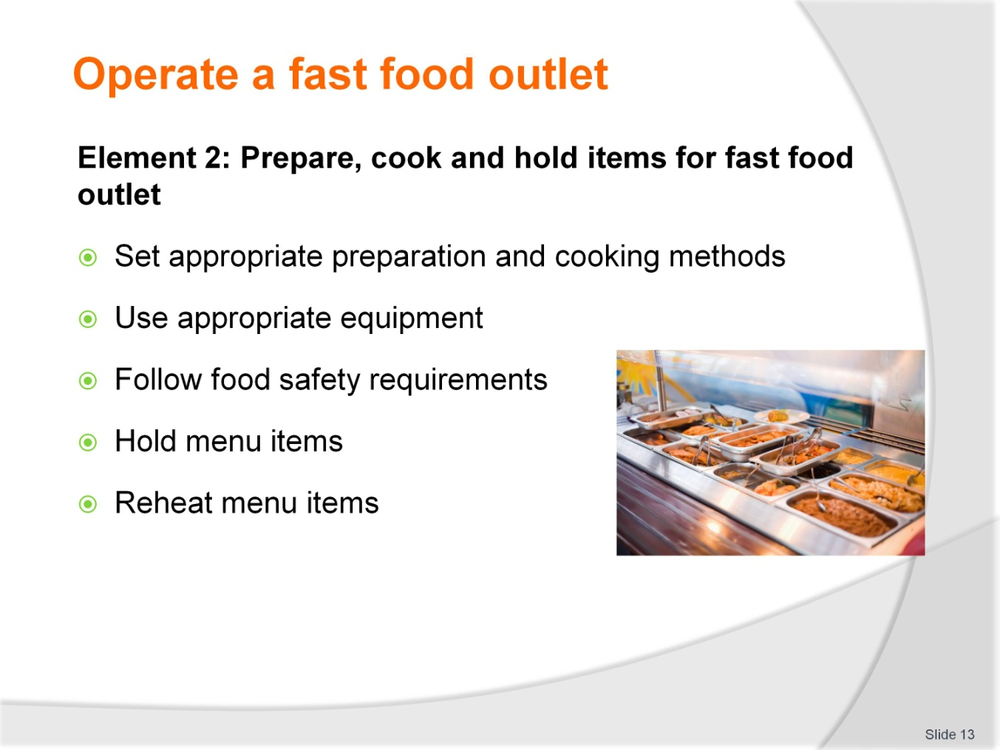 Operate a fast food outlet
Element 2: Prepare, cook and hold items for fast food
outlet
Set appropriate preparation and cooking methods
Use appropriate equipment
Follow food safety requirements
Hold menu items
Reheat menu items
Slide 13